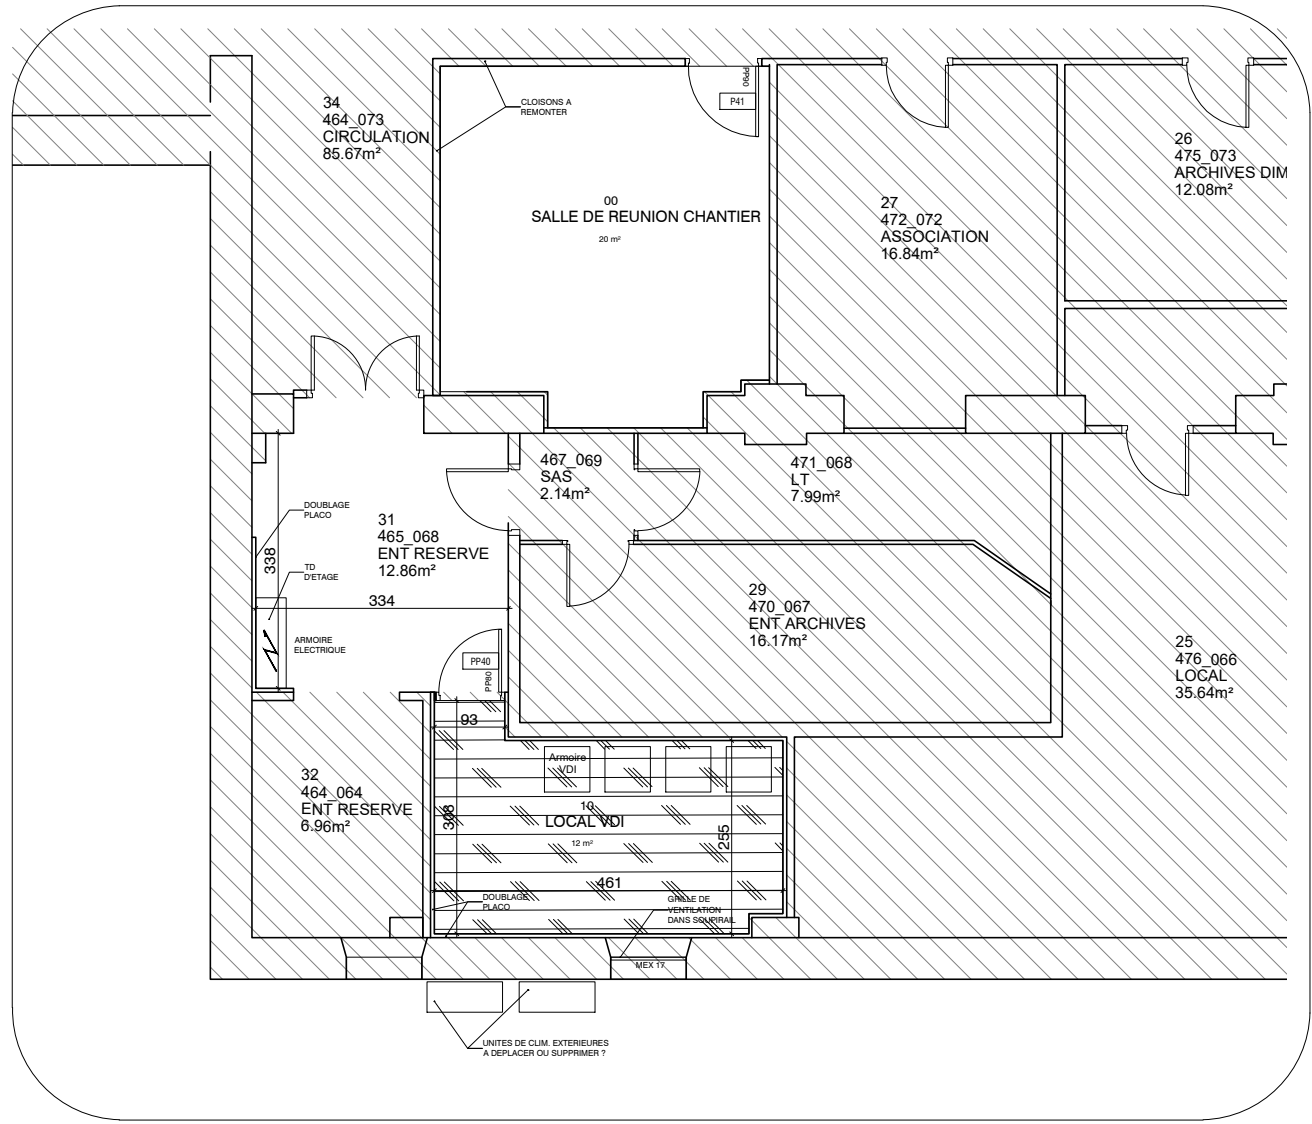 34
464_073
CIRCULATION
85.67m²
CLOISONS A
REMONTER
PP90
P41
00
SALLE DE REUNION CHANTIER
20 m²
27
472_072
ASSOCIATION
16.84m²
26
475_073
ARCHIVES DIM
12.08m²
467_069
SAS
2.14m²
471_068
LT
7.99m²
DOUBLAGE
PLACO
31
465_068
ENT RESERVE
12.86m²
338
TD
D'ETAGE
334
ARMOIRE
ELECTRIQUE
PP40
PP80
29
470_067
ENT ARCHIVES
16.17m²
25
476_066
LOCAL
35.64m²
93
Armoire
VDI
32
464_064
ENT RESERVE
6.96m²
308
10
LOCAL VDI
12 m²
255
461
DOUBLAGE
PLACO
GRILLE DE
VENTILATION
DANS SOUPIRAIL
MEX 17
UNITES DE CLIM. EXTERIEURES
A DEPLACER OU SUPPRIMER ?